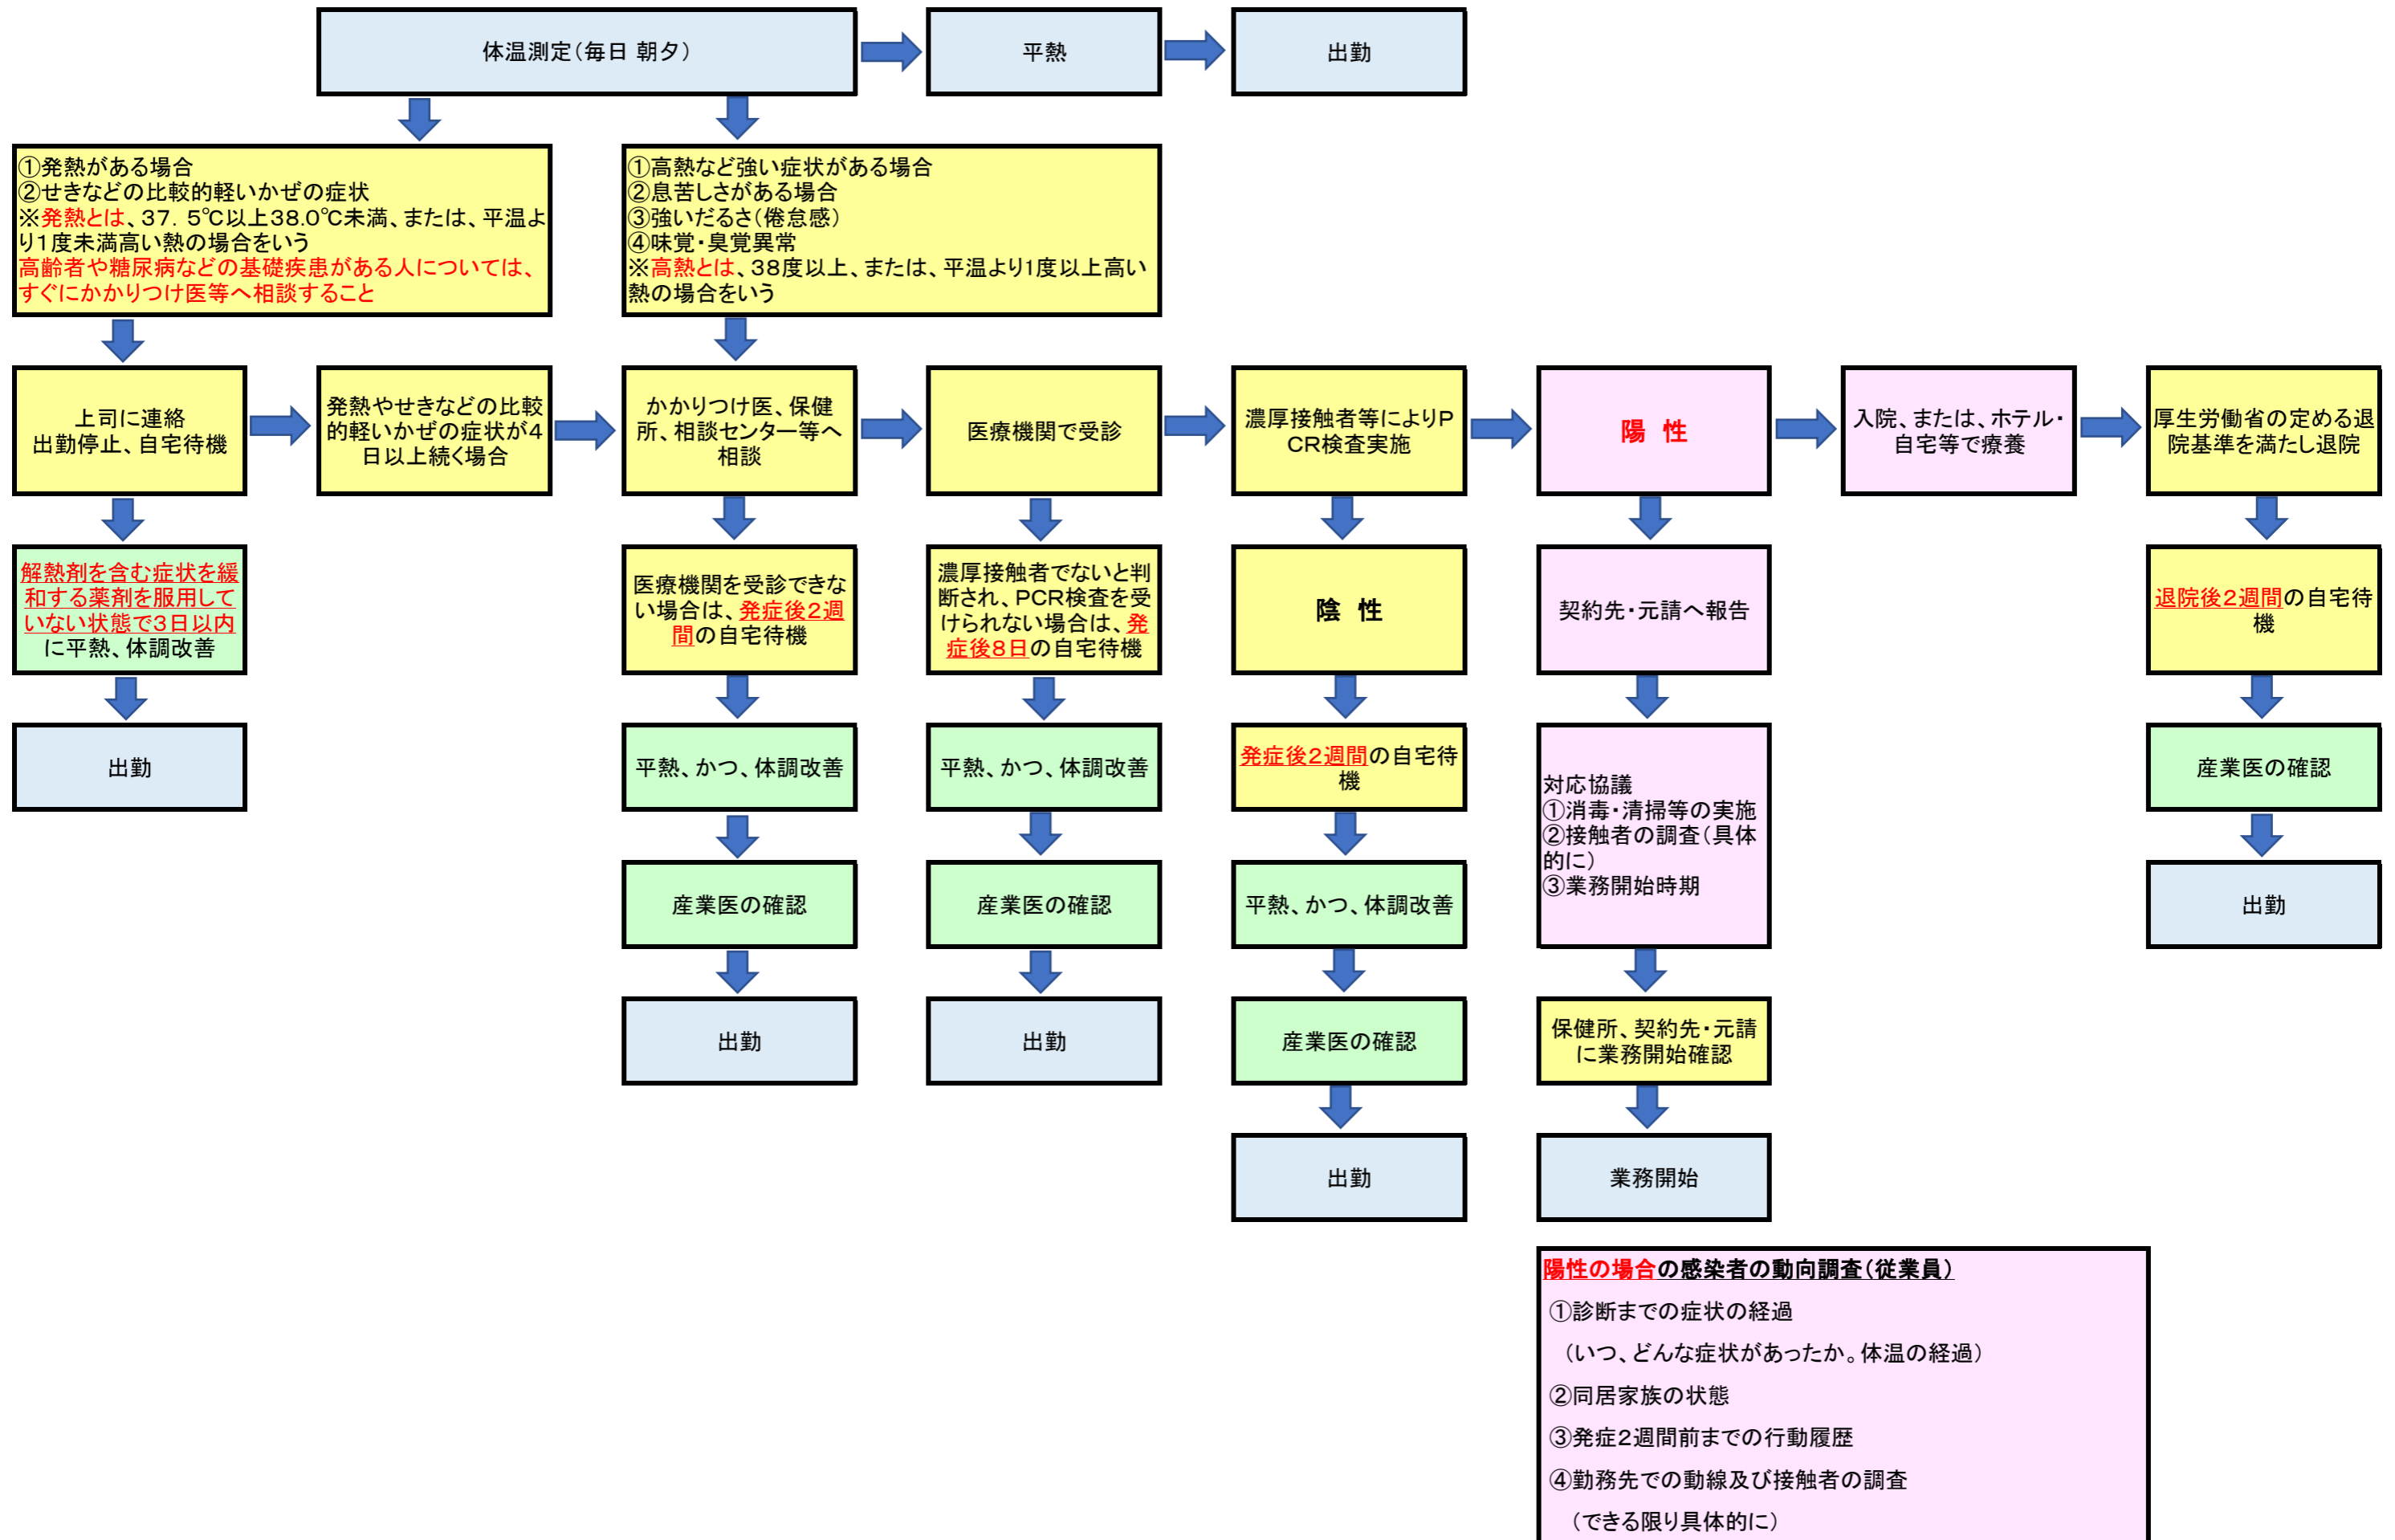 体温測定(毎日 朝夕)
平熱
出勤
①発熱がある場合
②せきなどの比較的軽いかぜの症状
※発熱とは、37．5℃以上38.0℃未満、または、平温よ
り1度未満高い熱の場合をいう
高齢者や糖尿病などの基礎疾患がある人については、
すぐにかかりつけ医等へ相談すること
①高熱など強い症状がある場合
②息苦しさがある場合
③強いだるさ(倦怠感)
④味覚・臭覚異常
※高熱とは、38度以上、または、平温より1度以上高い
熱の場合をいう
上司に連絡
出勤停止、自宅待機
発熱やせきなどの比較
的軽いかぜの症状が4
日以上続く場合
かかりつけ医、保健
所、相談センター等へ
相談
医療機関で受診
濃厚接触者等によりP
CR検査実施
陽 性
入院、または、ホテル・
自宅等で療養
厚生労働省の定める退
院基準を満たし退院
解熱剤を含む症状を緩
和する薬剤を服用して
いない状態で3日以内
に平熱、体調改善
医療機関を受診できな
い場合は、発症後2週
間の自宅待機
濃厚接触者でないと判
断され、PCR検査を受
けられない場合は、発
症後8日の自宅待機
陰 性
契約先・元請へ報告
退院後2週間の自宅待
機
出勤
平熱、かつ、体調改善
平熱、かつ、体調改善
発症後2週間の自宅待
機
対応協議
①消毒・清掃等の実施
②接触者の調査(具体
的に)
③業務開始時期
産業医の確認
産業医の確認
産業医の確認
平熱、かつ、体調改善
出勤
出勤
出勤
産業医の確認
保健所、契約先・元請
に業務開始確認
出勤
業務開始
陽性の場合の感染者の動向調査(従業員)
①診断までの症状の経過
(いつ、どんな症状があったか。体温の経過)
②同居家族の状態
③発症2週間前までの行動履歴
④勤務先での動線及び接触者の調査
(できる限り具体的に)